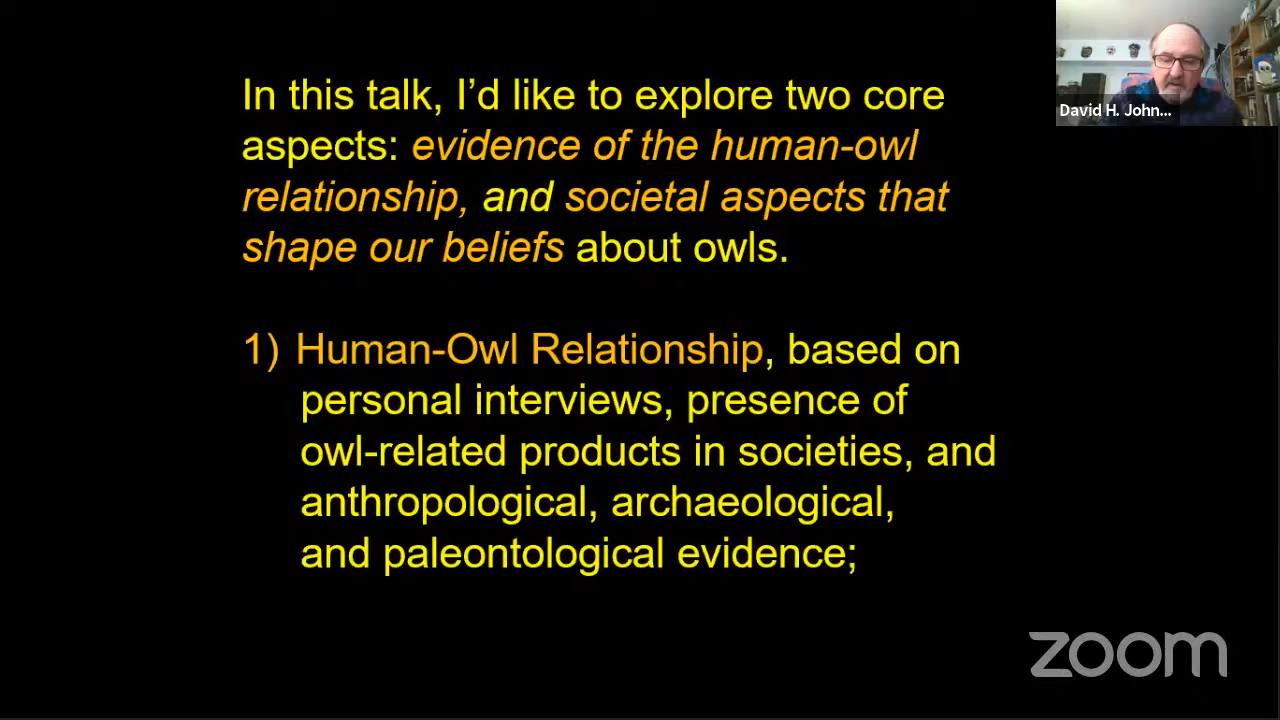 In this talk, I'd like to explore two core
aspects: evidence of the human-owl
relationship, and societal aspects that
shape our beliefs about owls.
1) Human-Owl Relationship, based on
personal interviews, presence of
owl-related products in societies, and
anthropological, archaeological,
and paleontological evidence;
David H. John...
zoom